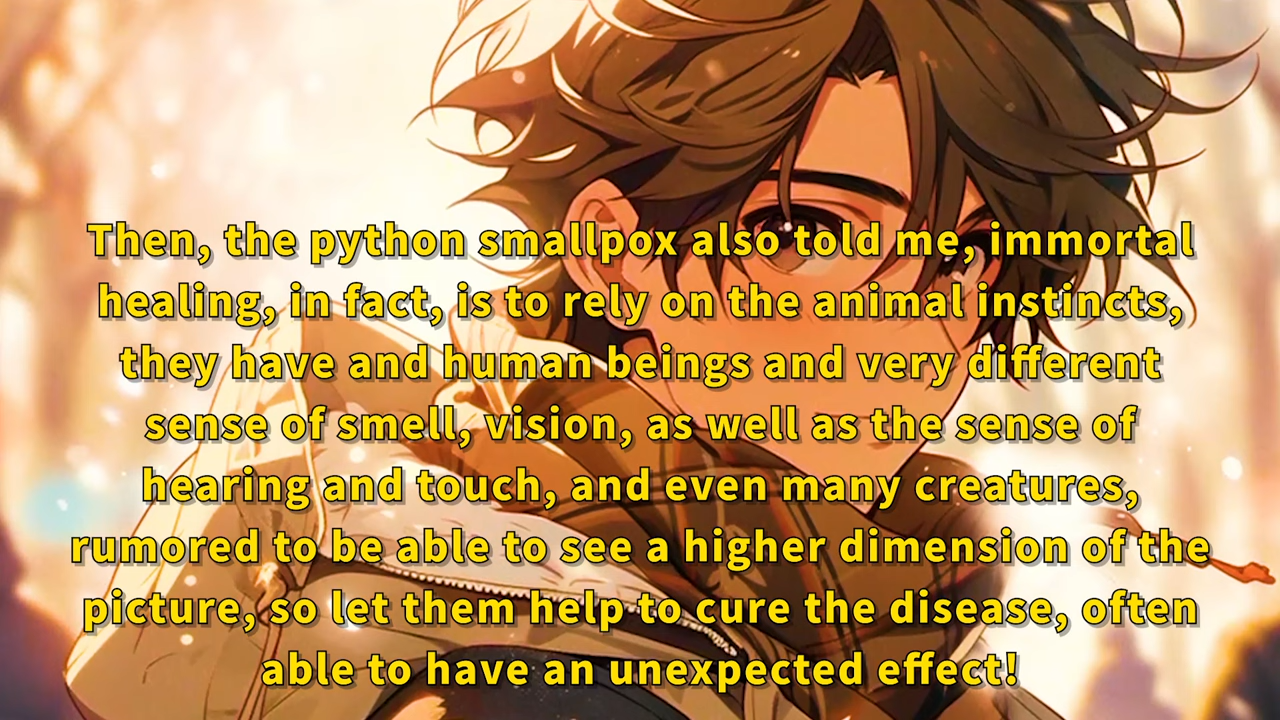 Then, the python smallpox also told me, immortal
healing, in fact, is to rely on the animal instincts,
they have and human beings and very different
sense of smell, vision, as well as the sense of
hearing and touch, and even many creatures,
rumored to be able to see a higher dimension of the
picture, so let them help to cure the disease, often
able to have an unexpected effect!